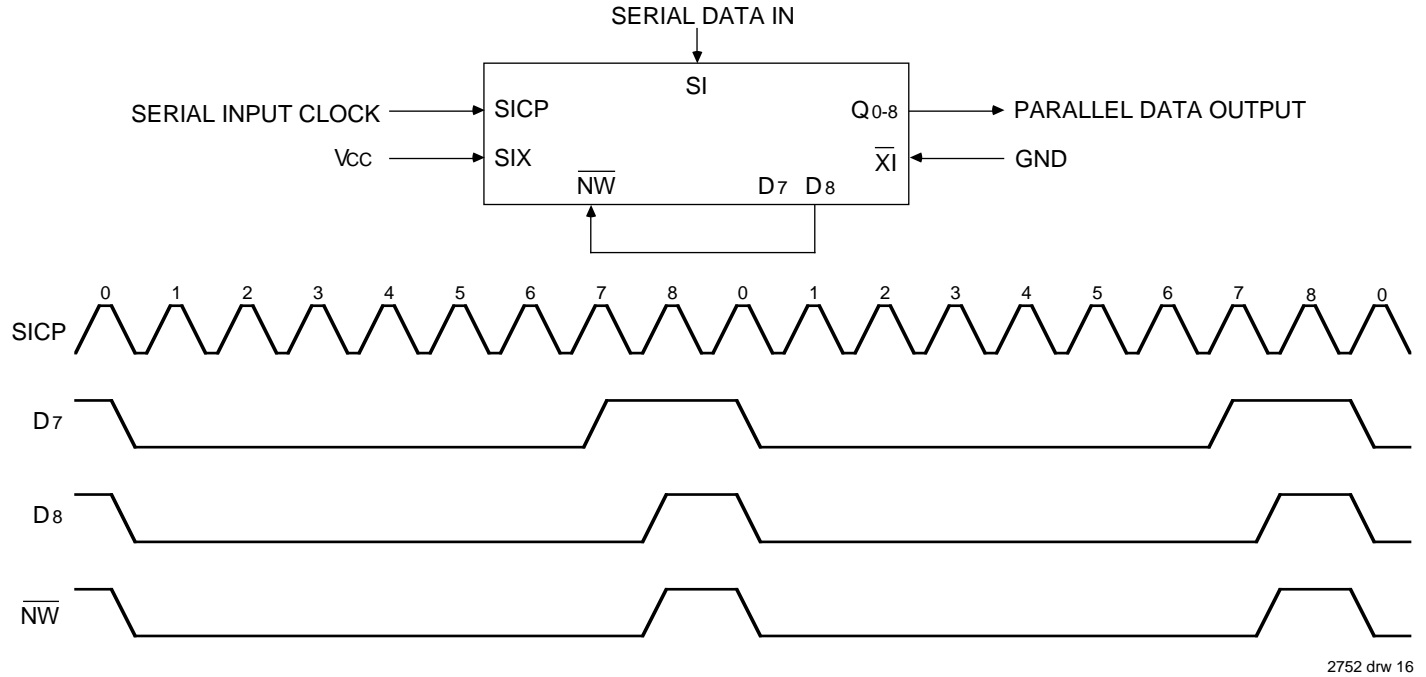 SERIAL DATA IN
SI
SERIAL INPUT CLOCK
SICP
Q0-8
PARALLEL DATA OUTPUT
VCC
SIX
XI
GND
NW
D7 D8
0 1 2 3 4 5 6 7 8 0 1 2 3 4 5 6 7 8 0
SICP
D7
D8
NW
2752 drw 16